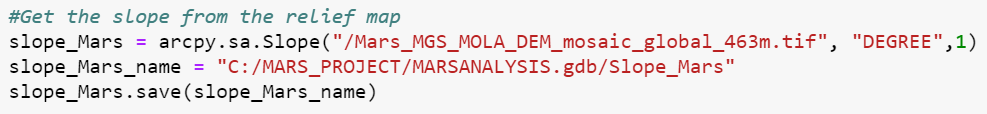 #Get the slope from the relief map
slope_Mars = arcpy.sa.Slope("/Mars_MGS_MOLA_DEM_mosaic_global_463m.tif", "DEGREE",1)
slope_Mars_name = "C:/MARS_PROJECT/MARSANALYSIS.gdb/Slope_Mars"
slope_Mars.save(slope_Mars_name)